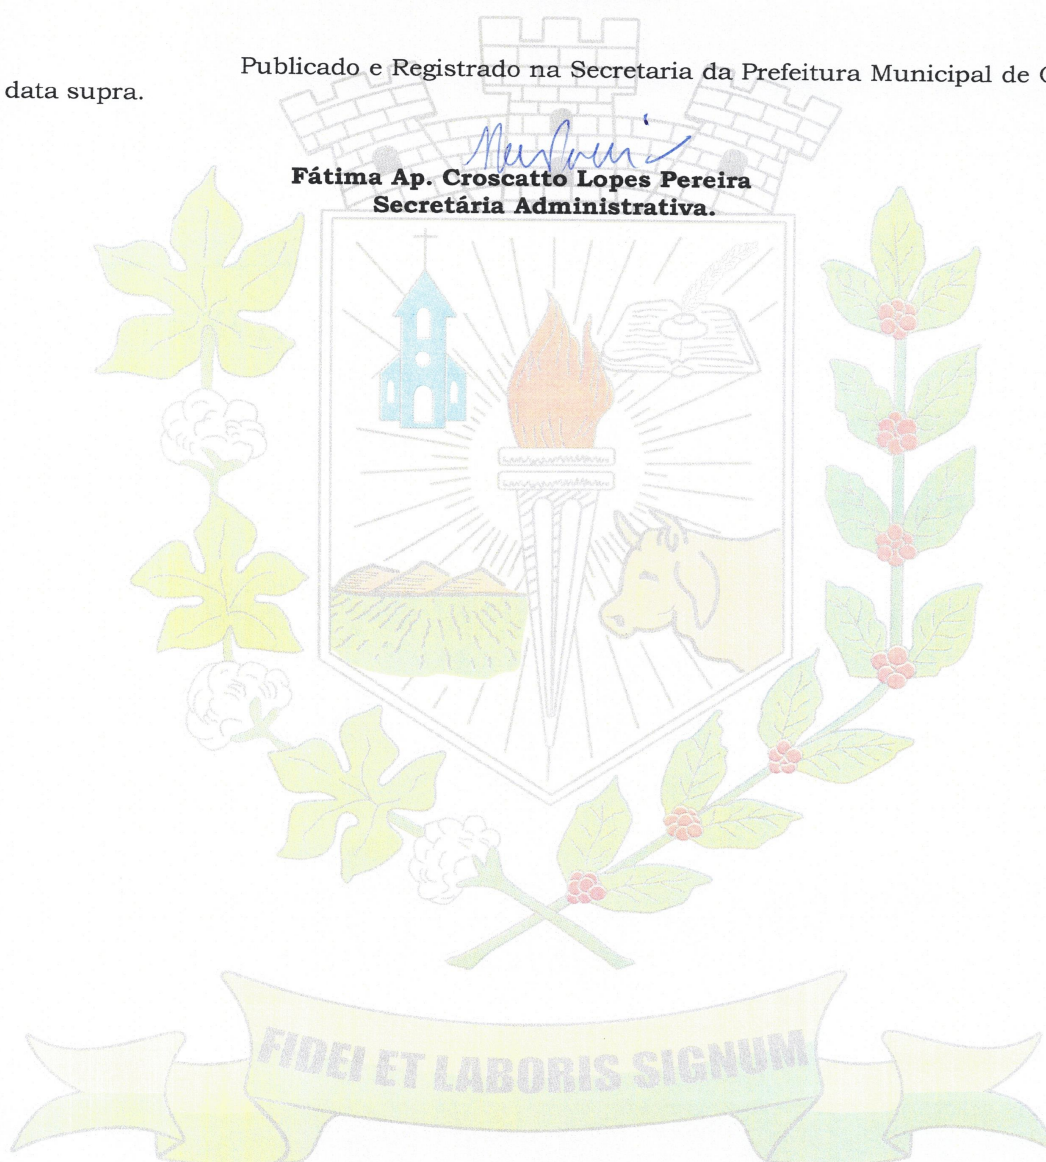 Publicado e Registrado na Secretaria da Prefeitura Municipal de
data supra.
Fátima Ap. Croscatto Lopes Pereira
Secretária Administrativa.
FIDEI ET LABORIS SIGNUM